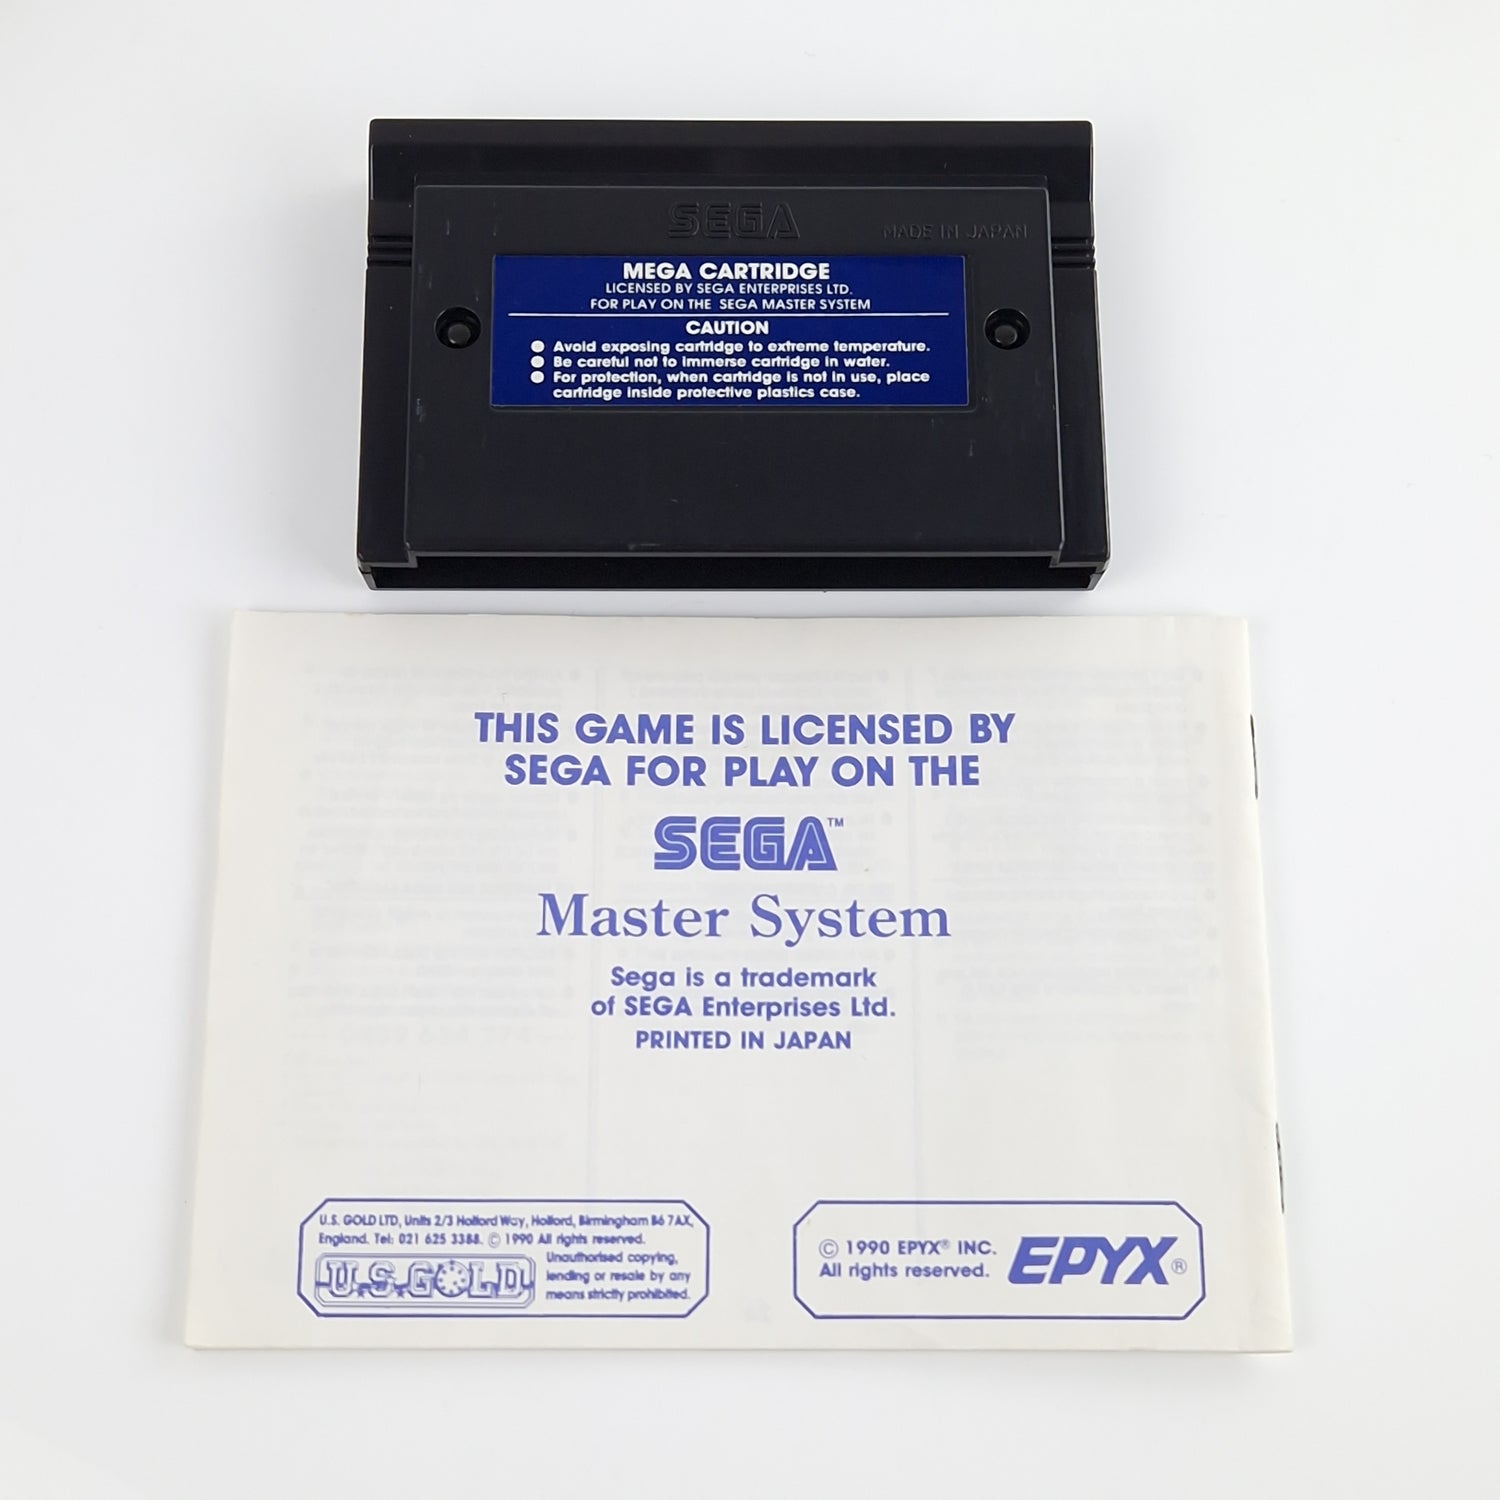 SEGA
MADE IN JAPAN
MEGA CARTRIDGE
LICENSED BY SEGA ENTERPRISES LTD.
FOR PLAY ON THE SEGA MASTER SYSTEM
CAUTION
● Avoid exposing cartridge to extreme temperature.
● Be careful not to immerse cartridge in water.
● For protection, when cartridge is not in use, place
cartridge inside protective plastics case.
THIS GAME IS LICENSED BY
SEGA FOR PLAY ON THE
SEGA™
Master System
Sega is a trademark
of SEGA Enterprises Ltd.
PRINTED IN JAPAN
U.S. GOLD LTD, Units 2/3 Holford Way, Holford, Birmingham B6 7AX,
England. Tel: 021 625 3388. © 1990 All rights reserved.
Unauthorised copying,
lending or resale by any
means strictly prohibited.
U.S. GOLD
© 1990 EPYX® INC.
All rights reserved.
EPYX®